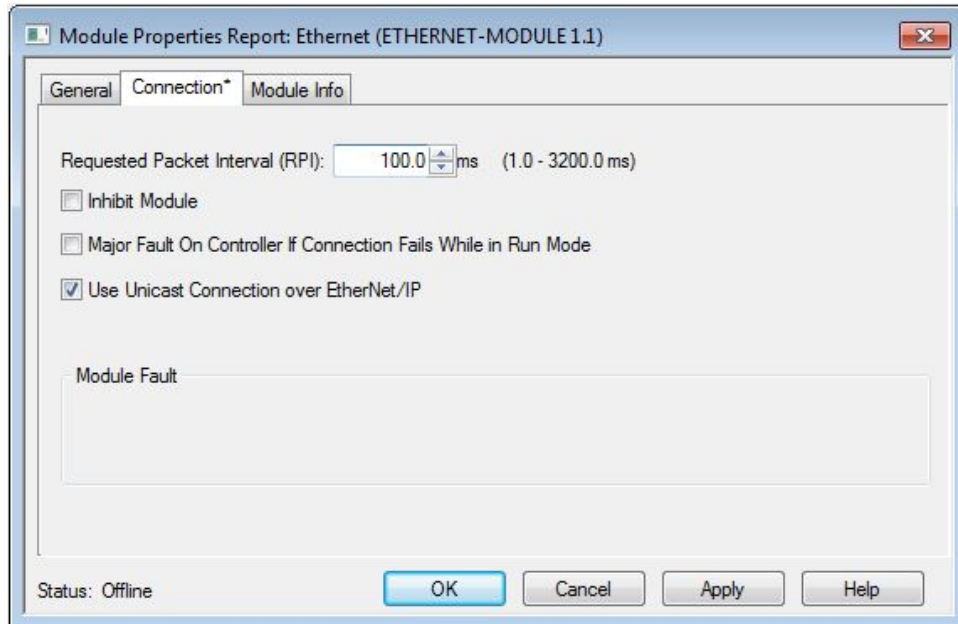 Module Properties Report: Ethernet (ETHERNET-MODULE 1.1)
General Connection* Module Info
Requested Packet Interval (RPI): 100.0 ms (1.0 - 3200.0 ms)
Inhibit Module
Major Fault On Controller If Connection Fails While in Run Mode
Use Unicast Connection over EtherNet/IP
Module Fault
Status: Offline OK Cancel Apply Help